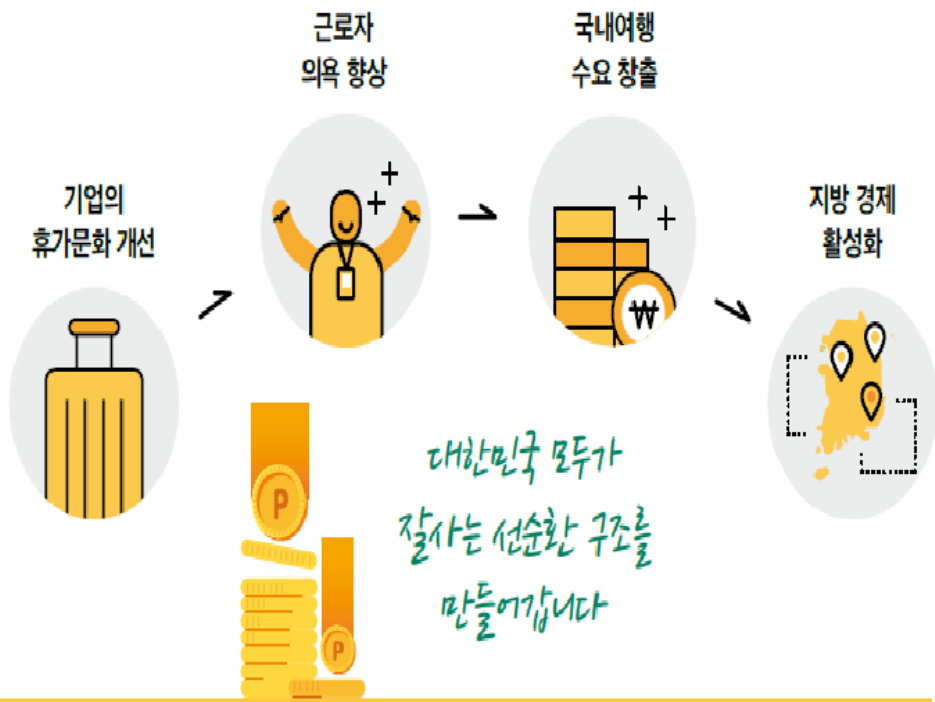 기업의
휴가문화 개선
근로자
의욕 향상
국내여행
수요 창출
₩
지방 경제
활성화
P
P
대한민국 모두가
잘사는 선순환 구조를
만들어갑니다